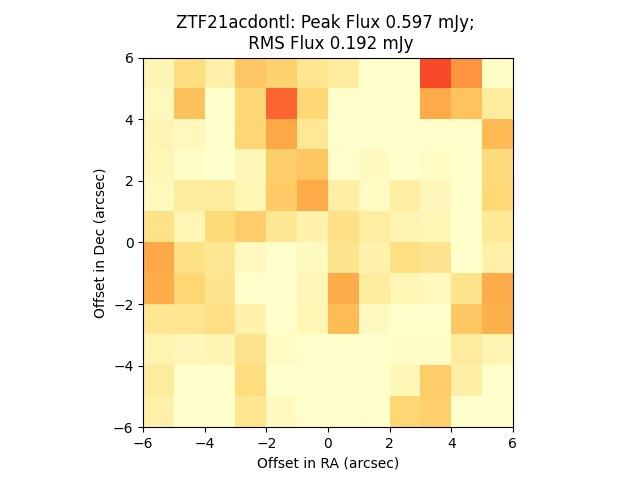 ZTF21acdontl: Peak Flux 0.597 mJy;
RMS Flux 0.192 mJy
6
4
2
0
−2
−4
−6
Offset in Dec (arcsec)
−6 −4 −2 0 2 4 6
Offset in RA (arcsec)